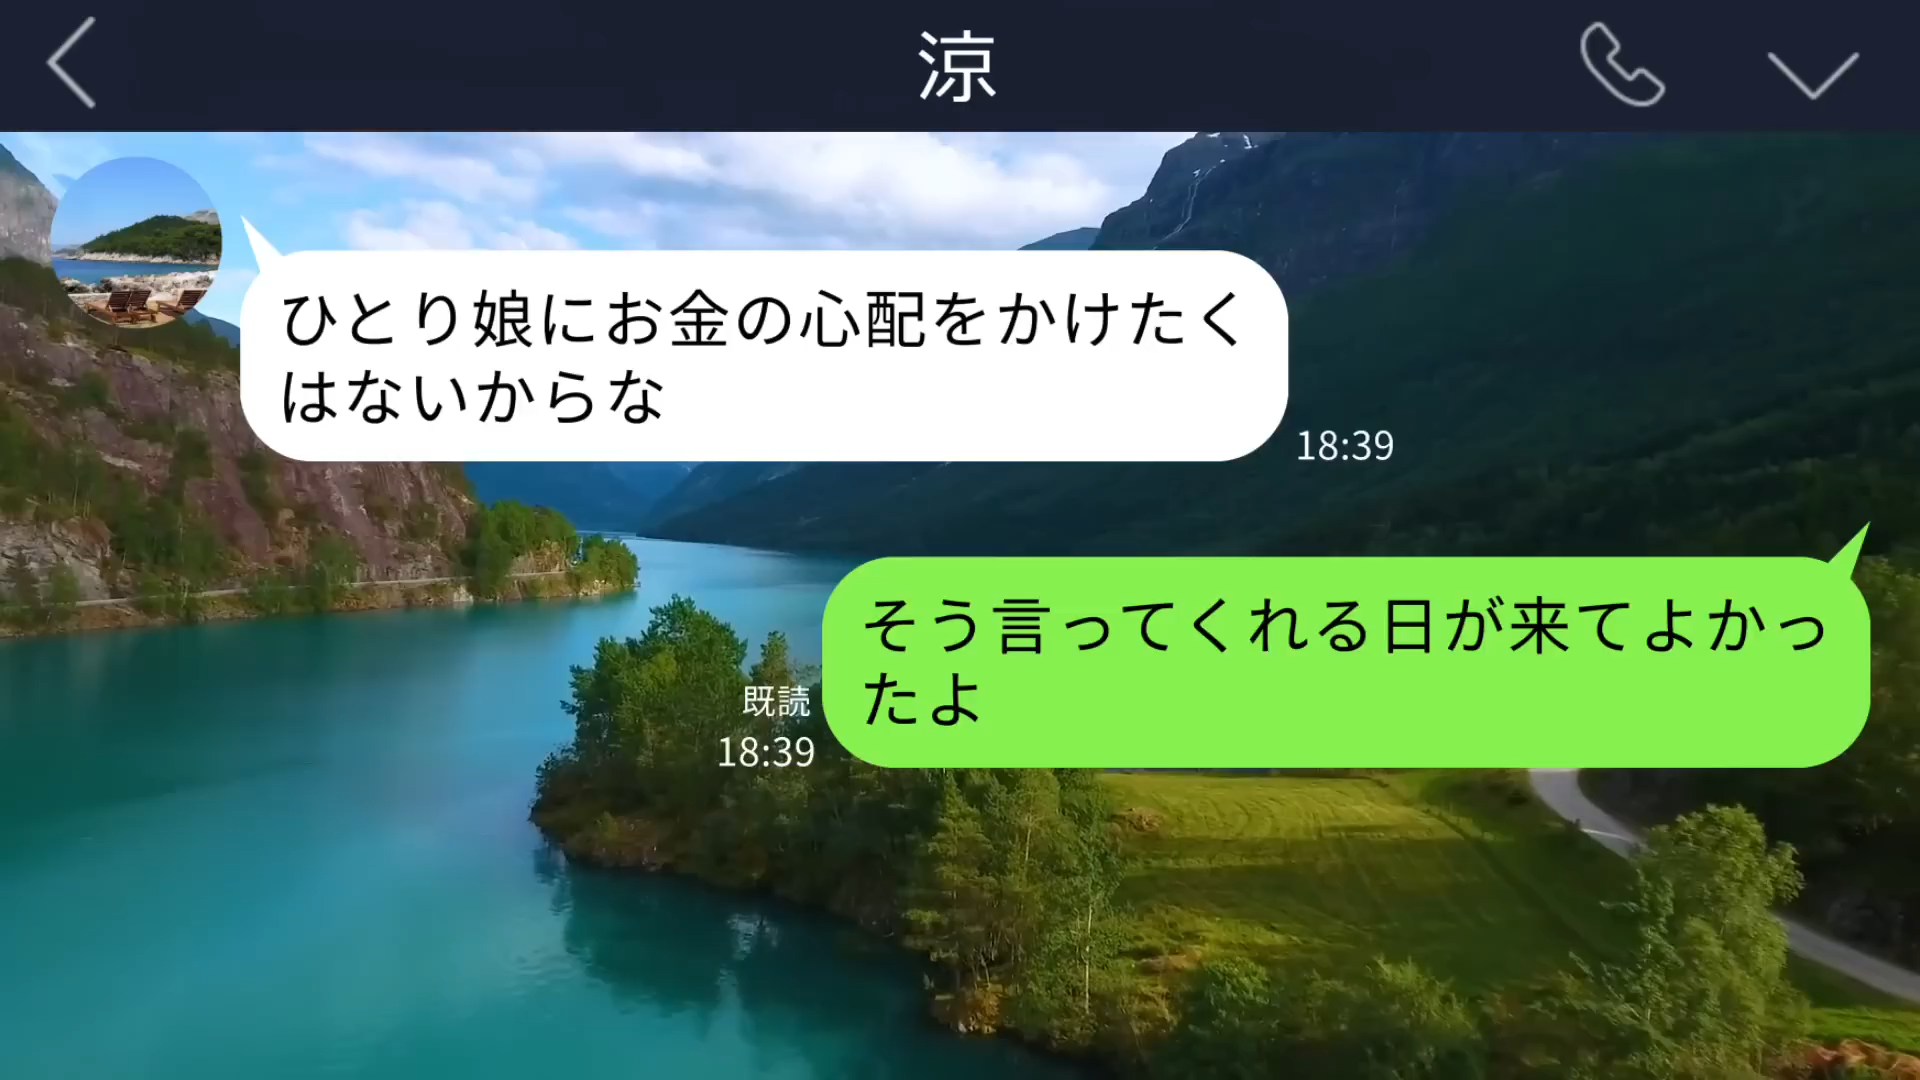 涼
ひとり娘にお金の心配をかけたく
はないからな
18:39
そう言ってくれる日が来てよかっ
たよ
既読
18:39